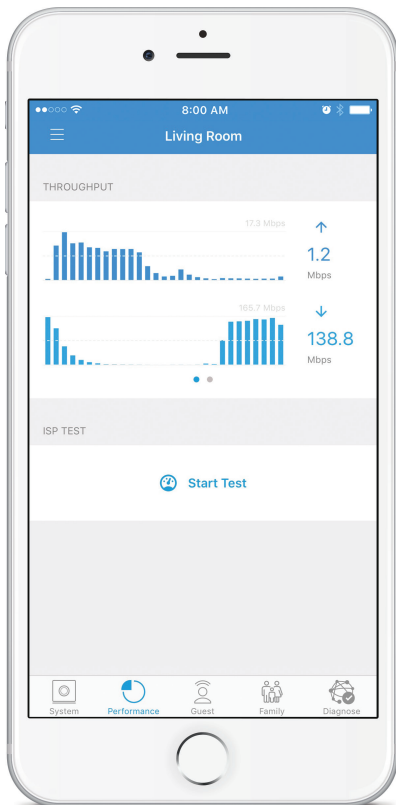 8:00 AM
Living Room
THROUGHPUT
17.3 Mbps
1.2
Mbps
165.7 Mbps
138.8
Mbps
ISP TEST
Start Test
System
Performance
Guest
Family
Diagnose